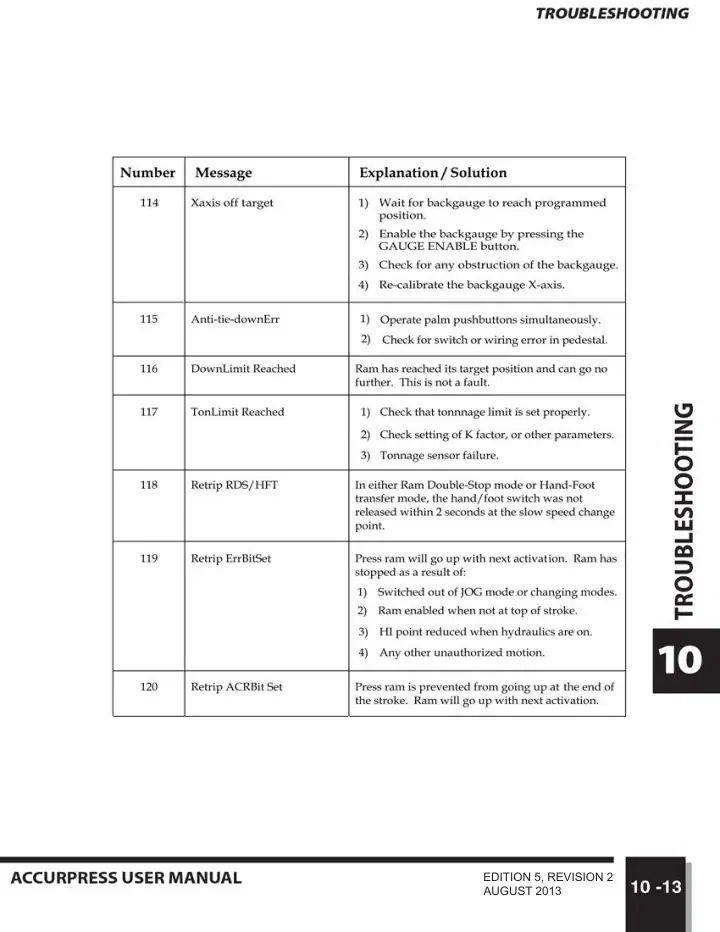 TROUBLESHOOTING
Number Message Explanation / Solution
114 Xaxis off target 1) Wait for backgauge to reach programmed
position.
2) Enable the backgauge by pressing the
GAUGE ENABLE button.
3) Check for any obstruction of the backgauge.
4) Re-calibrate the backgauge X-axis.
115 Anti-tie-downErr 1) Operate palm pushbuttons simultaneously.
2) Check for switch or wiring error in pedestal.
116 DownLimit Reached Ram has reached its target position and can go no
further. This is not a fault.
117 TonLimit Reached 1) Check that tonnnage limit is set properly.
2) Check setting of K factor, or other parameters.
3) Tonnage sensor failure.
118 Retrip RDS/HFT In either Ram Double-Stop mode or Hand-Foot
transfer mode, the hand/foot switch was not
released within 2 seconds at the slow speed change
point.
119 Retrip ErrBitSet Press ram will go up with next activation. Ram has
stopped as a result of:
1) Switched out of JOG mode or changing modes.
2) Ram enabled when not at top of stroke.
3) HI point reduced when hydraulics are on.
4) Any other unauthorized motion.
120 Retrip ACRBit Set Press ram is prevented from going up at the end of
the stroke. Ram will go up with next activation.
TROUBLESHOOTING
10
ACCURPRESS USER MANUAL
EDITION 5, REVISION 2
AUGUST 2013
10 -13